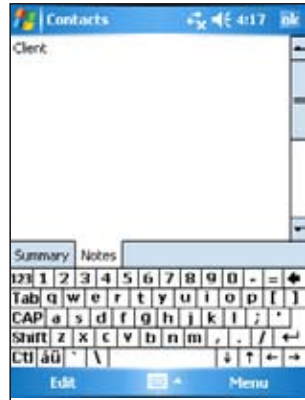 Contacts 4:17 ok
Client
Summary Notes
123 1 2 3 4 5 6 7 8 9 0 - =
Tab q w e r t y u i o p [ ]
CAP a s d f g h j k l ; '
Shift z x c v b n m , . /
Ctl áü ` \
Edit Menu